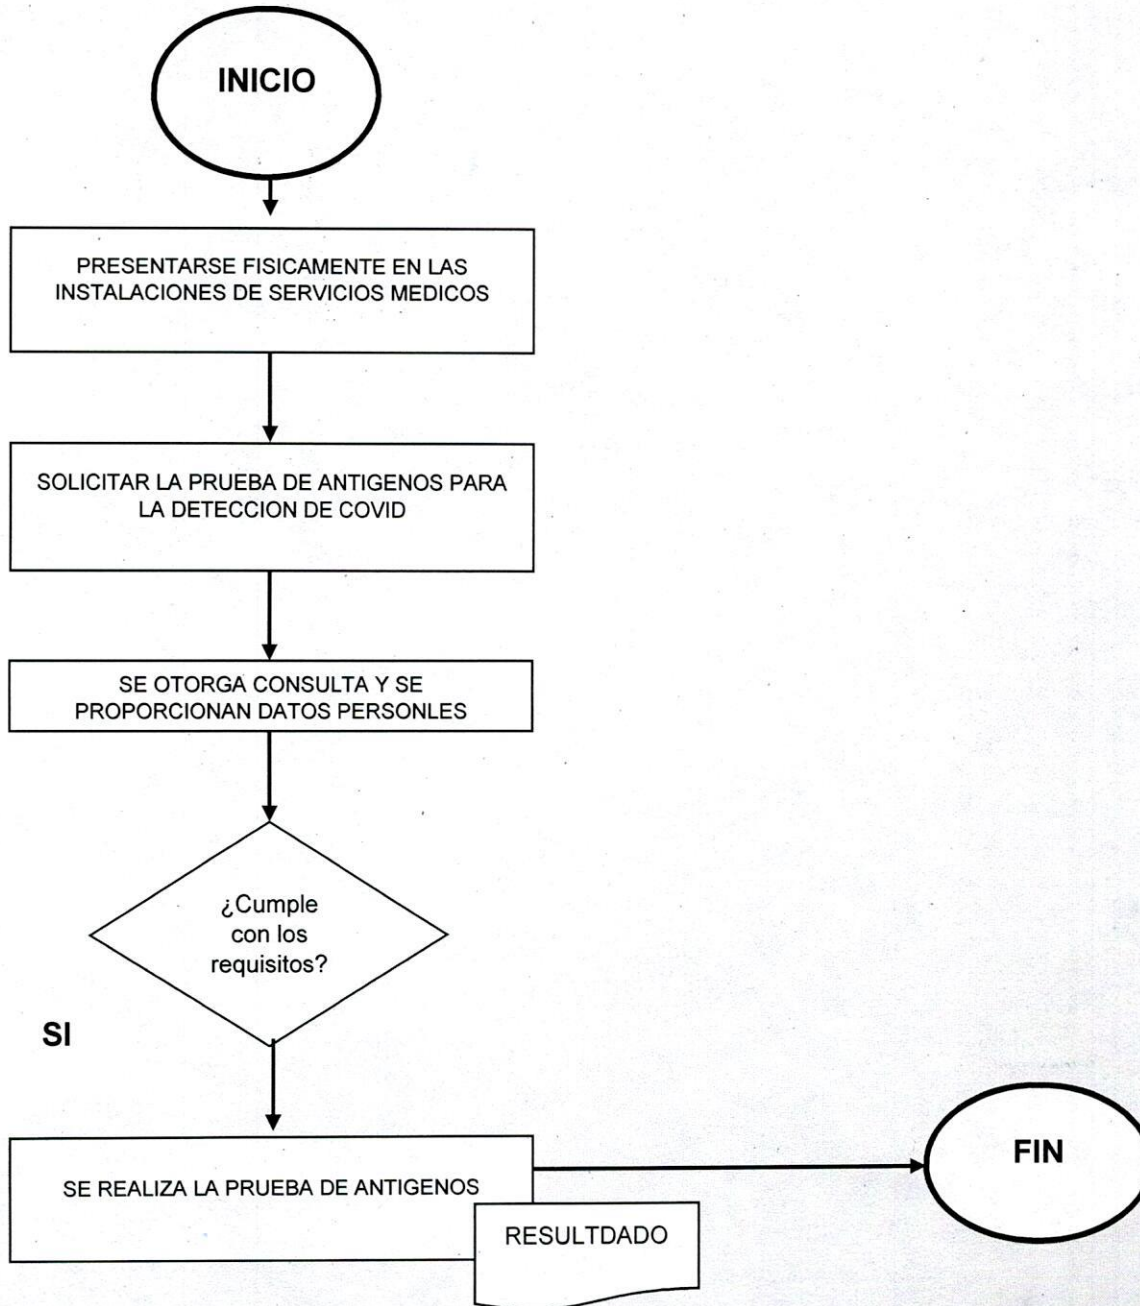 INICIO
PRESENTARSE FISICAMENTE EN LAS
INSTALACIONES DE SERVICIOS MEDICOS
SOLICITAR LA PRUEBA DE ANTIGENOS PARA
LA DETECCION DE COVID
SE OTORGA CONSULTA Y SE
PROPORCIONAN DATOS PERSONLES
¿Cumple
con los
requisitos?
SI
SE REALIZA LA PRUEBA DE ANTIGENOS
RESULTDADO
FIN